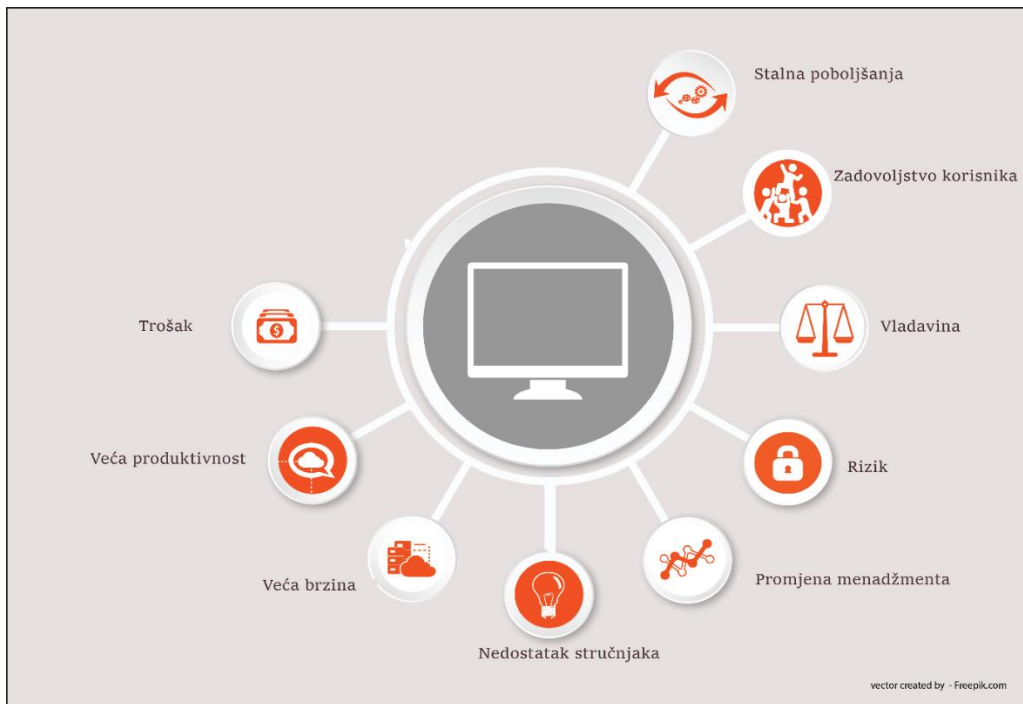 Stalna poboljšanja
Zadovoljstvo korisnika
Trošak
Vladavina
Veća produktivnost
Rizik
Veća brzina
Promjena menadžmenta
Nedostatak stručnjaka
vector created by - Freepik.com